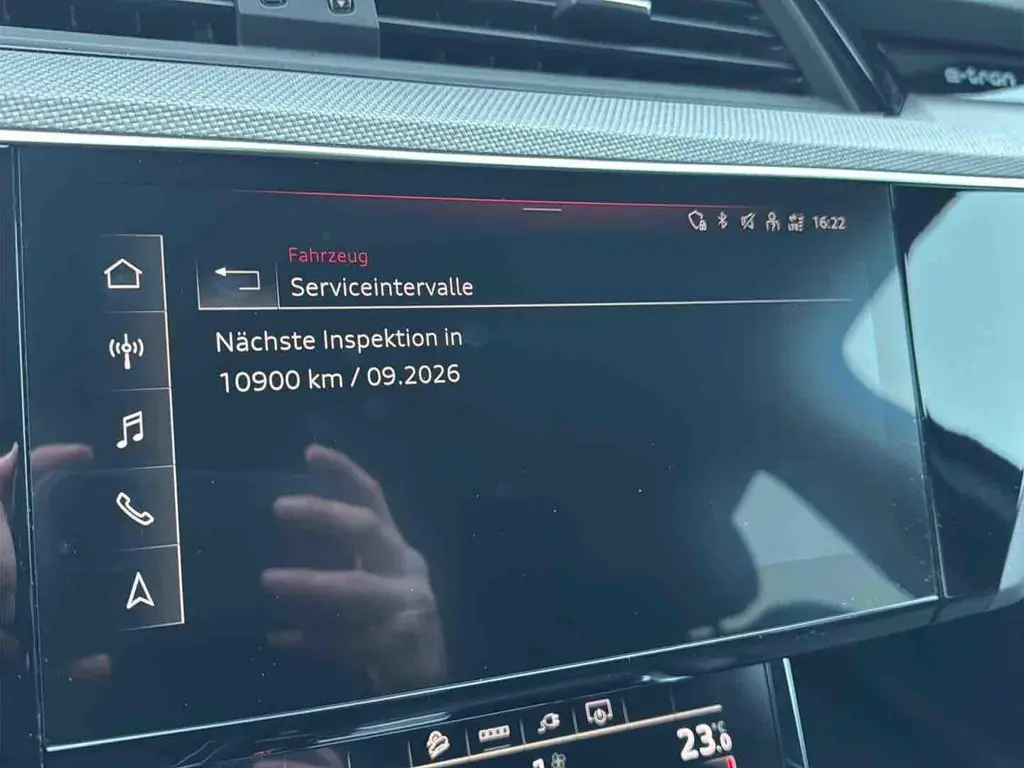 e-tron
16:22
Fahrzeug
Serviceintervalle
Nächste Inspektion in
10900 km / 09.2026
23.0 °C